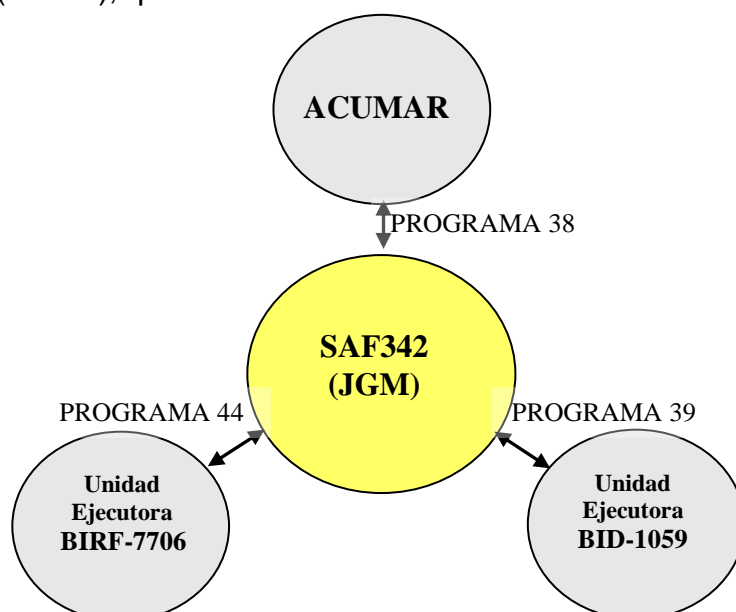 ACUMAR
PROGRAMA 38
SAF342
(JGM)
PROGRAMA 44
PROGRAMA 39
Unidad
Ejecutora
BIRF-7706
Unidad
Ejecutora
BID-1059